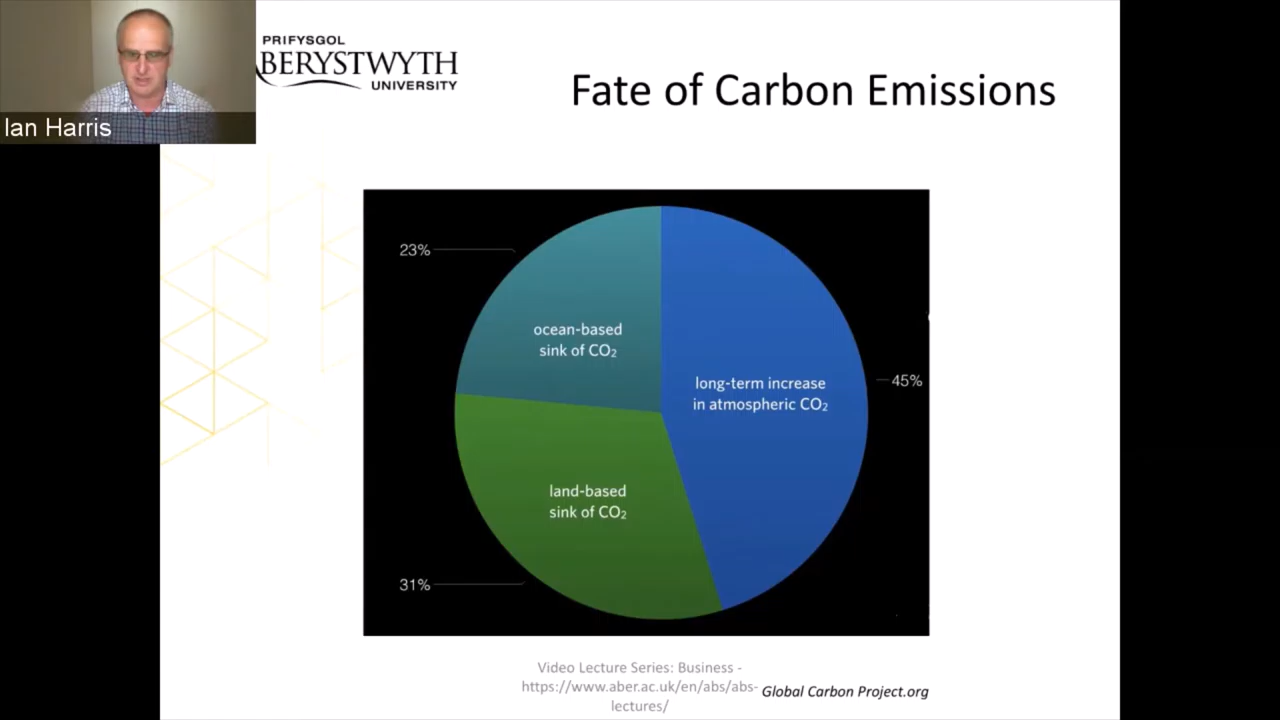 PRIFYSGOL
ABERYSTWYTH
UNIVERSITY
Ian Harris
Fate of Carbon Emissions
23%
ocean-based
sink of CO₂
long-term increase
in atmospheric CO₂
45%
land-based
sink of CO₂
31%
Video Lecture Series: Business -
https://www.aber.ac.uk/en/abs/abs-
lectures/
Global Carbon Project.org